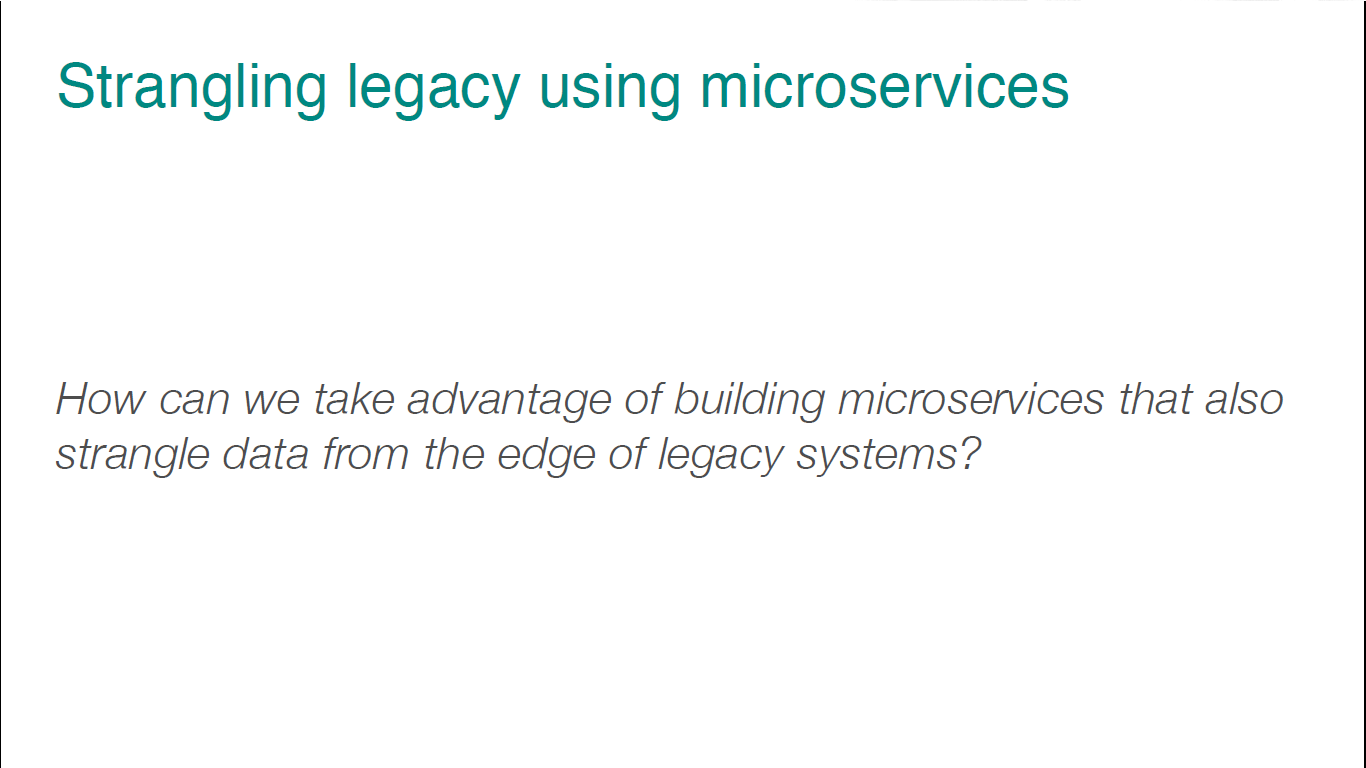 Strangling legacy using microservices
How can we take advantage of building microservices that also
strangle data from the edge of legacy systems?